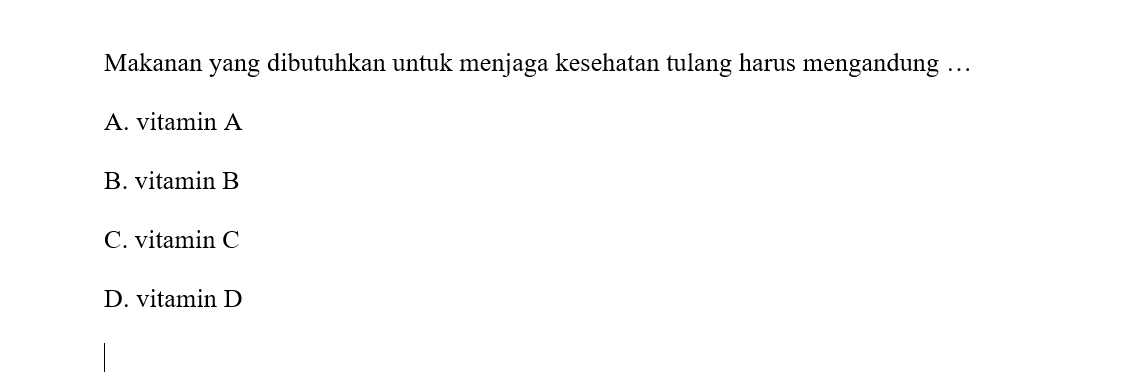 Makanan yang dibutuhkan untuk menjaga kesehatan tulang harus mengandung …
A. vitamin A
B. vitamin B
C. vitamin C
D. vitamin D